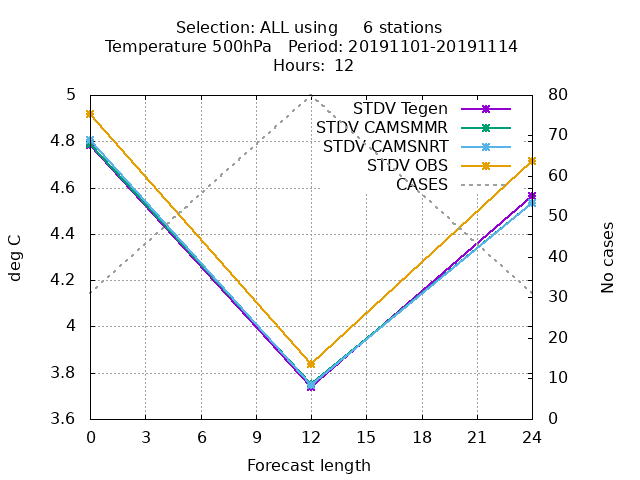 Selection: ALL using 6 stations
Temperature 500hPa Period: 20191101-20191114
Hours: 12
5 80
STDV Tegen
STDV CAMSMMR
STDV CAMSNRT
STDV OBS
CASES
4.8
4.6
4.4
4.2
4
3.8
3.6
70
60
50
40
30
20
10
0
deg C
No cases
0 3 6 9 12 15 18 21 24
Forecast length